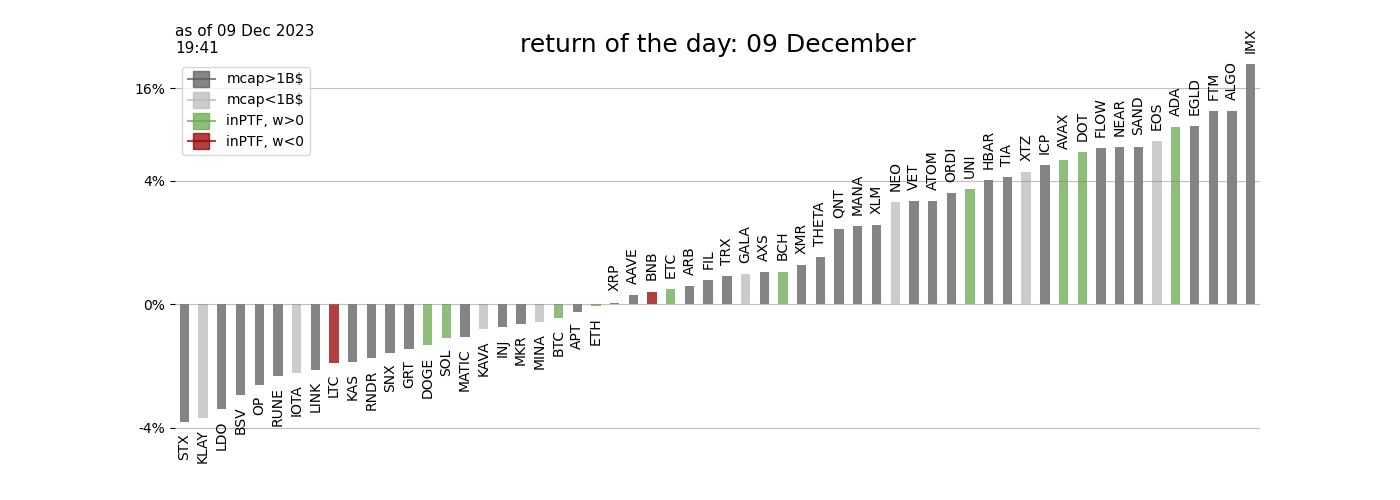 as of 09 Dec 2023
19:41
return of the day: 09 December
mcap>1B$
mcap<1B$
inPTF, w>0
inPTF, w<0
16%
4%
0%
-4%
STX
KLAY
LDO
BSV
OP
RUNE
IOTA
LINK
LTC
KAS
RNDR
SNX
GRT
DOGE
SOL
MATIC
KAVA
INJ
MKR
MINA
BTC
APT
ETH
XRP
AAVE
BNB
ETC
ARB
FIL
TRX
GALA
AXS
BCH
XMR
THETA
QNT
MANA
XLM
NEO
VET
ATOM
ORDI
UNI
HBAR
TIA
XTZ
ICP
AVAX
DOT
FLOW
NEAR
SAND
EOS
ADA
EGLD
FTM
ALGO
IMX